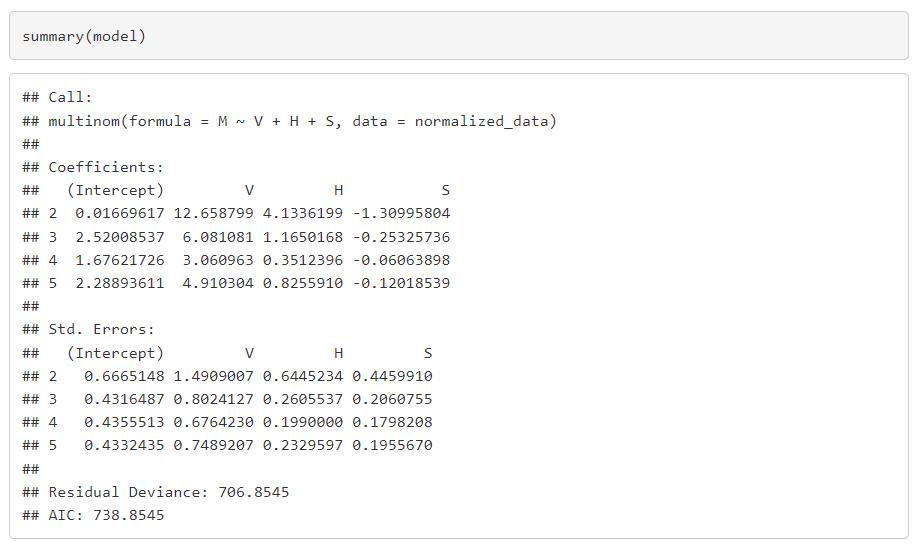 summary(model)
## Call:
## multinom(formula = M ~ V + H + S, data = normalized_data)
##
## Coefficients:
##   (Intercept)         V         H           S
## 2  0.01669617 12.658799 4.1336199 -1.30995804
## 3  2.52008537  6.081081 1.1650168 -0.25325736
## 4  1.67621726  3.060963 0.3512396 -0.06063898
## 5  2.28893611  4.910304 0.8255910 -0.12018539
##
## Std. Errors:
##   (Intercept)         V         H         S
## 2   0.6665148 1.4909007 0.6445234 0.4459910
## 3   0.4316487 0.8024127 0.2605537 0.2060755
## 4   0.4355513 0.6764230 0.1990000 0.1798208
## 5   0.4332435 0.7489207 0.2329597 0.1955670
##
## Residual Deviance: 706.8545
## AIC: 738.8545